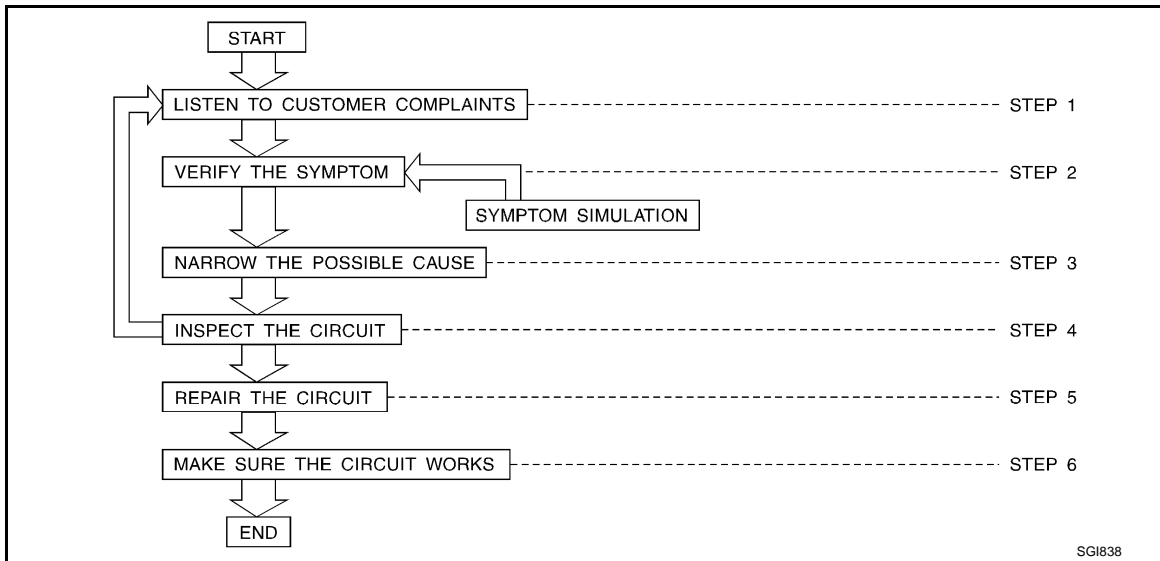 START
LISTEN TO CUSTOMER COMPLAINTS
STEP 1
VERIFY THE SYMPTOM
STEP 2
SYMPTOM SIMULATION
NARROW THE POSSIBLE CAUSE
STEP 3
INSPECT THE CIRCUIT
STEP 4
REPAIR THE CIRCUIT
STEP 5
MAKE SURE THE CIRCUIT WORKS
STEP 6
END
SGI838